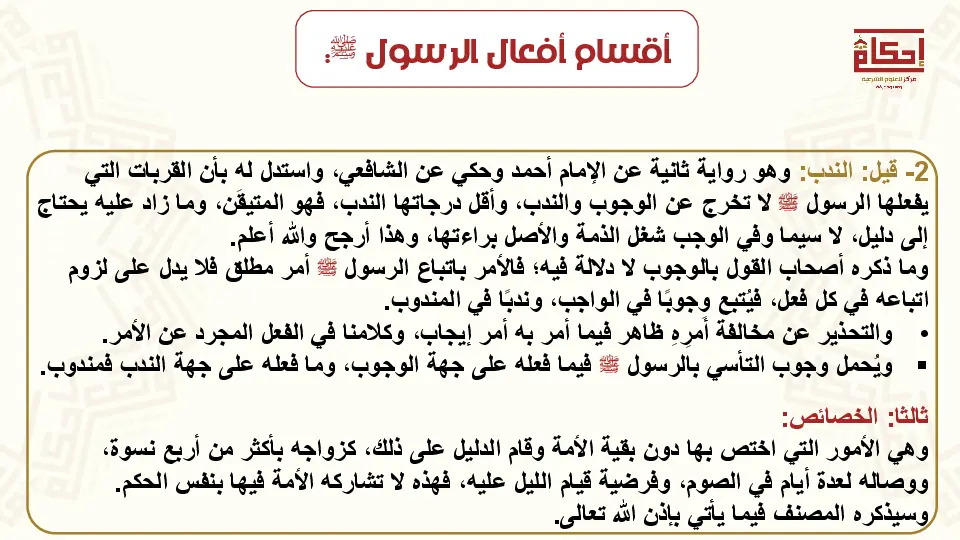 أقسام أفعال الرسول ﷺ:
إحكام
مركز للعلوم الشرعية
2- قيل: الندب: وهو رواية ثانية عن الإمام أحمد وحكي عن الشافعي، واستدل له بأن القربات التي
يفعلها الرسول ﷺ لا تخرج عن الوجوب والندب، وأقل درجاتها الندب، فهو المتيقَن، وما زاد عليه يحتاج
إلى دليل، لا سيما وفي الوجب شغل الذمة والأصل براءتها، وهذا أرجح والله أعلم.
وما ذكره أصحاب القول بالوجوب لا دلالة فيه؛ فالأمر باتباع الرسول ﷺ أمر مطلق فلا يدل على لزوم
اتباعه في كل فعل، فيُتبع وجوبًا في الواجب، وندبًا في المندوب.
• والتحذير عن مخالفة أَمرِهِ ظاهر فيما أمر به أمر إيجاب، وكلامنا في الفعل المجرد عن الأمر.
▪ ويُحمل وجوب التأسي بالرسول ﷺ فيما فعله على جهة الوجوب، وما فعله على جهة الندب فمندوب.
ثالثا: الخصائص:
وهي الأمور التي اختص بها دون بقية الأمة وقام الدليل على ذلك، كزواجه بأكثر من أربع نسوة،
ووصاله لعدة أيام في الصوم، وفرضية قيام الليل عليه، فهذه لا تشاركه الأمة فيها بنفس الحكم.
وسيذكره المصنف فيما يأتي بإذن الله تعالى.